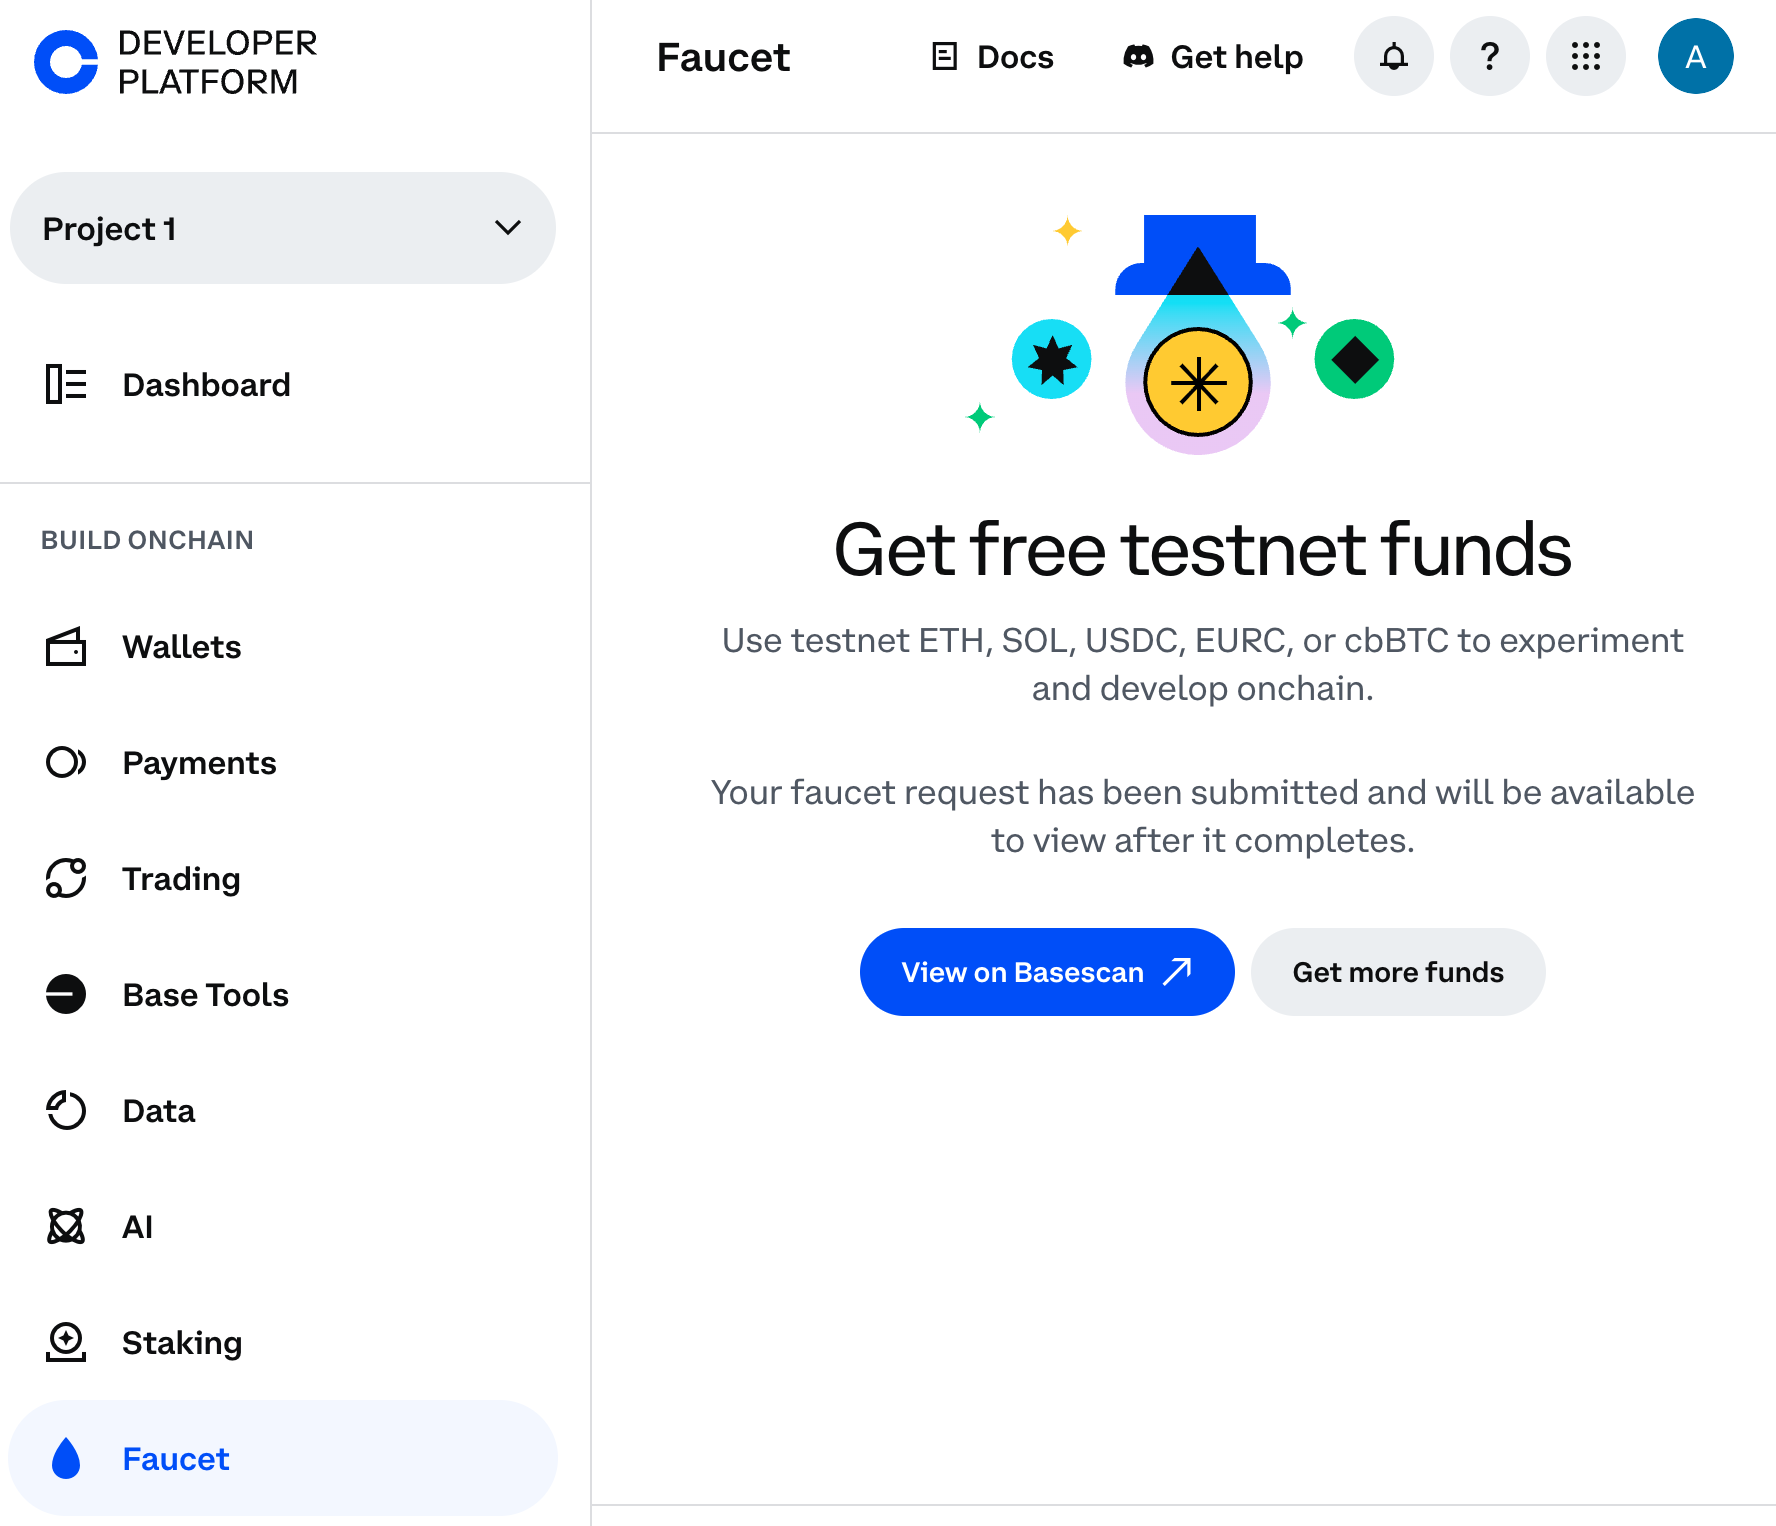 DEVELOPER
PLATFORM
Project 1
Dashboard
BUILD ONCHAIN
Wallets
Payments
Trading
Base Tools
Data
AI
Staking
Faucet
Faucet
Docs
Get help
?
A
Get free testnet funds
Use testnet ETH, SOL, USDC, EURC, or cbBTC to experiment
and develop onchain.
Your faucet request has been submitted and will be available
to view after it completes.
View on Basescan
Get more funds